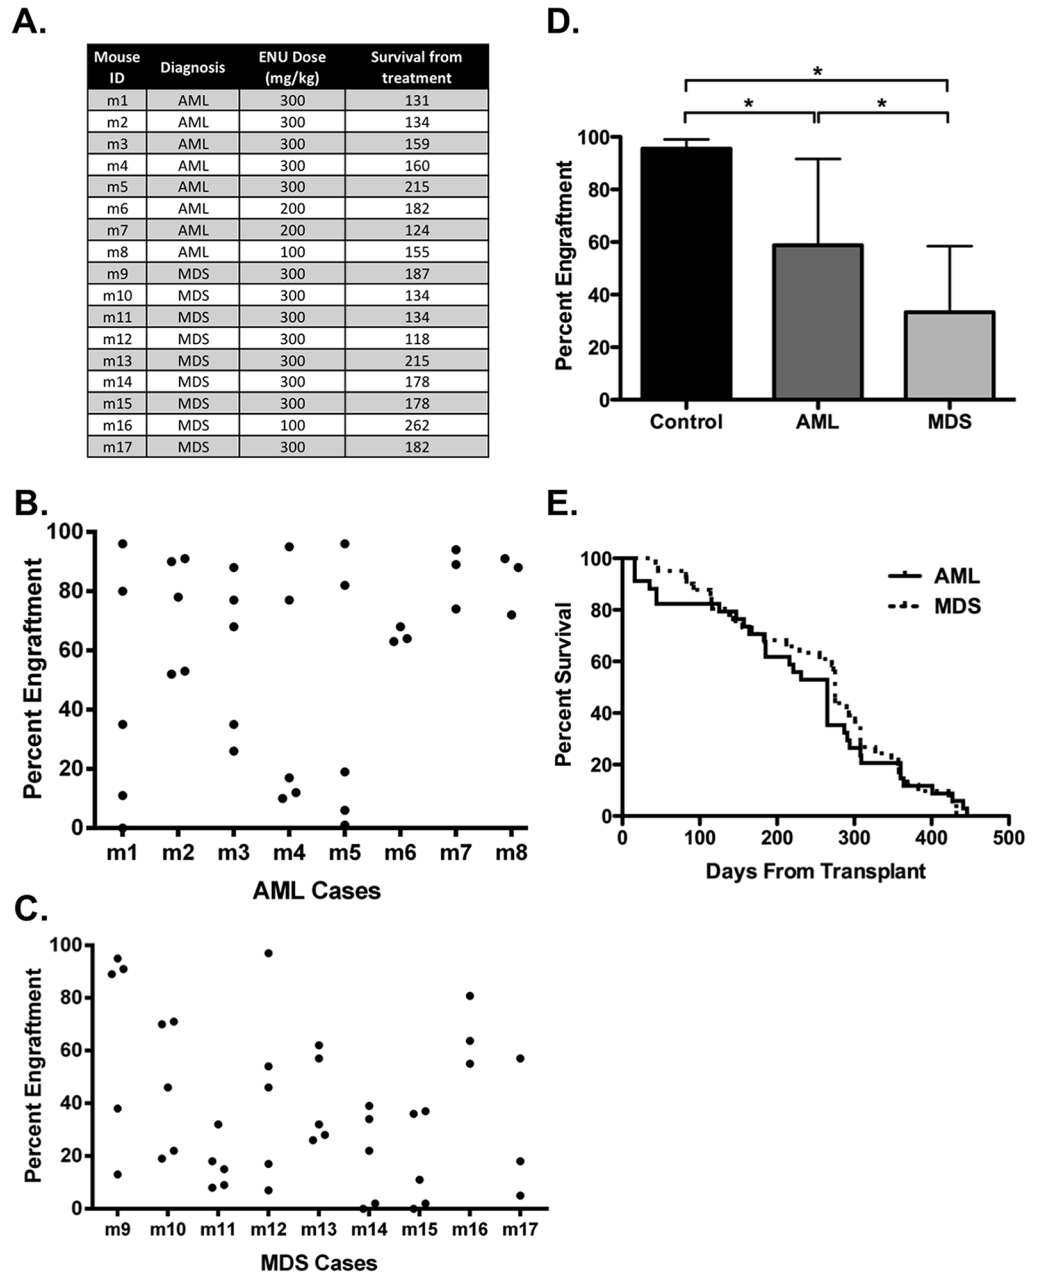 A.
Mouse ID Diagnosis ENU Dose (mg/kg) Survival from treatment
m1 AML 300 131
m2 AML 300 134
m3 AML 300 159
m4 AML 300 160
m5 AML 300 215
m6 AML 200 182
m7 AML 200 124
m8 AML 100 155
m9 MDS 300 187
m10 MDS 300 134
m11 MDS 300 134
m12 MDS 300 118
m13 MDS 300 215
m14 MDS 300 178
m15 MDS 300 178
m16 MDS 100 262
m17 MDS 300 182
D.
*
* *
Percent Engraftment
100
80
60
40
20
0
Control AML MDS
B.
Percent Engraftment
100
80
60
40
20
0
m1 m2 m3 m4 m5 m6 m7 m8
AML Cases
E.
Percent Survival
100
80
60
40
20
0
AML
MDS
0 100 200 300 400 500
Days From Transplant
C.
Percent Engraftment
100
80
60
40
20
0
m9 m10 m11 m12 m13 m14 m15 m16 m17
MDS Cases